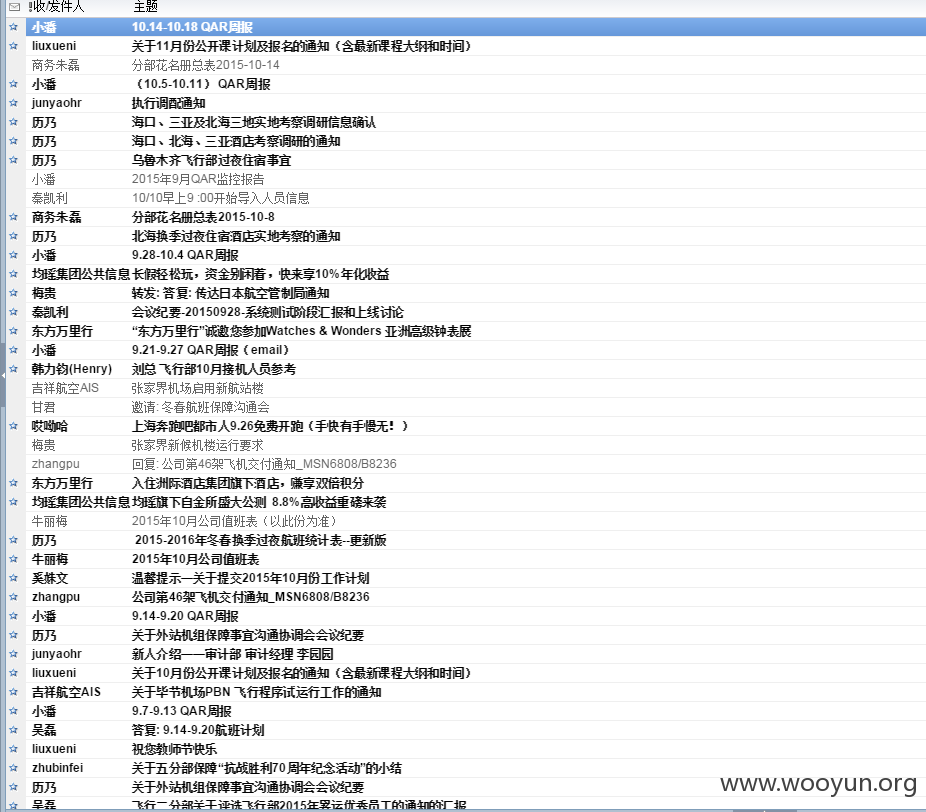 收/发件人 主题
小潘 10.14-10.18 QAR周报
liuxueni 关于11月份公开课计划及报名的通知（含最新课程大纲和时间）
商务朱磊 分部花名册总表2015-10-14
小潘 （10.5-10.11） QAR周报
junyaohr 执行调配通知
历乃 海口、三亚及北海三地实地考察调研信息确认
历乃 海口、北海、三亚酒店考察调研的通知
历乃 乌鲁木齐飞行部过夜住宿事宜
小潘 2015年9月QAR监控报告
秦凯利 10/10早上9 :00开始导入人员信息
商务朱磊 分部花名册总表2015-10-8
历乃 北海换季过夜住宿酒店实地考察的通知
小潘 9.28-10.4 QAR周报
均瑶集团公共信息 长假轻松玩，资金别闲着，快来享10%年化收益
梅贵 转发: 答复: 传达日本航空管制局通知
秦凯利 会议纪要-20150928-系统测试阶段汇报和上线讨论
东方万里行 “东方万里行”诚邀您参加Watches & Wonders 亚洲高级钟表展
小潘 9.21-9.27 QAR周报（email）
韩力钧(Henry) 刘总 飞行部10月接机人员参考
吉祥航空AIS 张家界机场启用新航站楼
甘君 邀请: 冬春航班保障沟通会
哎呦哈 上海奔跑吧都市人9.26免费开跑（手快有手慢无！）
梅贵 张家界新候机楼运行要求
zhangpu 回复: 公司第46架飞机交付通知_MSN6808/B8236
东方万里行 入住洲际酒店集团旗下酒店，赚享双倍积分
均瑶集团公共信息 均瑶旗下自金所盛大公测 8.8%高收益重磅来袭
牛丽梅 2015年10月公司值班表（以此份为准）
历乃 2015-2016年冬春换季过夜航班统计表--更新版
牛丽梅 2015年10月公司值班表
奚姝文 温馨提示—关于提交2015年10月份工作计划
zhangpu 公司第46架飞机交付通知_MSN6808/B8236
小潘 9.14-9.20 QAR周报
历乃 关于外站机组保障事宜沟通协调会会议纪要
junyaohr 新人介绍——审计部 审计经理 李园园
liuxueni 关于10月份公开课计划及报名的通知（含最新课程大纲和时间）
吉祥航空AIS 关于毕节机场PBN 飞行程序试运行工作的通知
小潘 9.7-9.13 QAR周报
吴磊 答复: 9.14-9.20航班计划
liuxueni 祝您教师节快乐
zhubinfei 关于五分部保障“抗战胜利70 周年纪念活动”的小结
历乃 关于外站机组保障事宜沟通协调会会议纪要
吴磊 飞行二分部关于评选飞行部2015年客运优秀员工的通知的汇报
www.wooyun.org